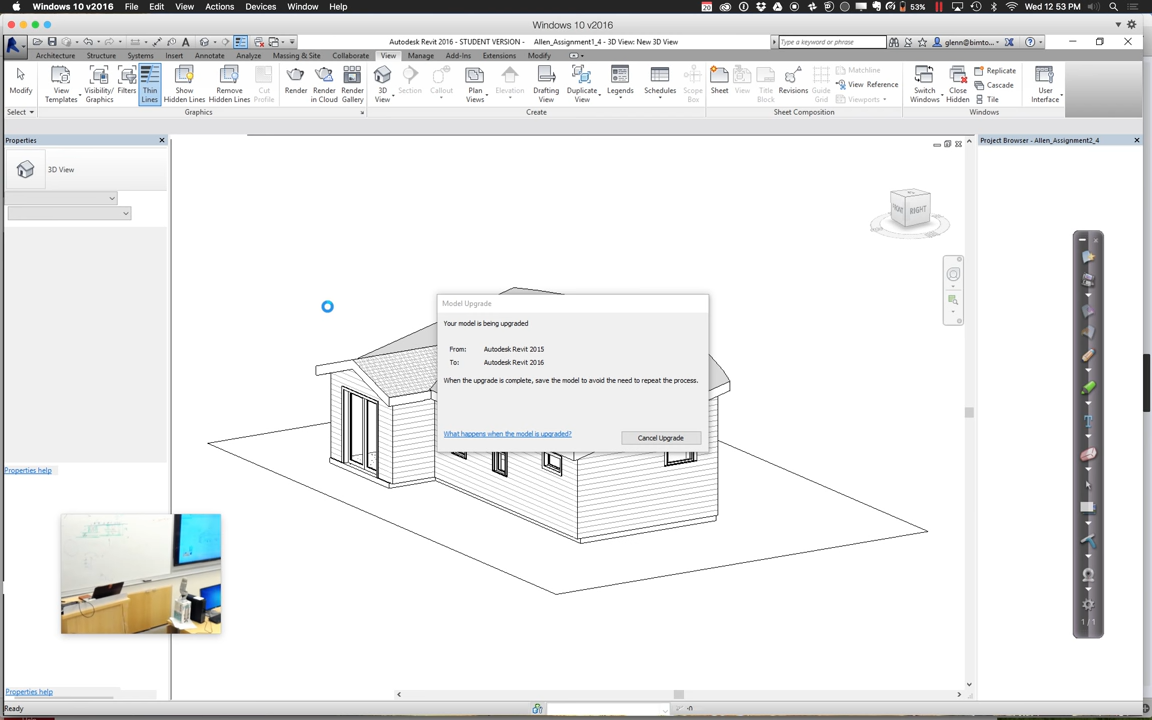 Windows 10 v2016 File Edit View Actions Devices Window Help 20 53% Wed 12 53 PM
Windows 10 v2016
Autodesk Revit 2016 - STUDENT VERSION - Allen_Assignment1_4 - 3D View: New 3D View
Type a keyword or phrase
glenn@bimto...
Architecture Structure Systems Insert Annotate Analyze Massing & Site Collaborate View Manage Add-Ins Extensions Modify
Modify
View Templates
Visibility/ Graphics
Filters
Thin Lines
Show Hidden Lines
Remove Hidden Lines
Cut Profile
Render
Render in Cloud
Render Gallery
3D View
Section
Callout
Plan Views
Elevation
Drafting View
Duplicate View
Legends
Schedules
Scope Box
Sheet
View
Title Block
Revisions
Guide Grid
Matchline
View Reference
Viewports
Switch Windows
Close Hidden
Replicate
Cascade
Tile
User Interface
Select
Graphics
Create
Sheet Composition
Windows
Properties
3D View
Properties help
Project Browser - Allen_Assignment2_4
FRONT
RIGHT
Model Upgrade
Your model is being upgraded
From: Autodesk Revit 2015
To: Autodesk Revit 2016
When the upgrade is complete, save the model to avoid the need to repeat the process.
What happens when the model is upgraded?
Cancel Upgrade
1 / 1
Properties help
Ready